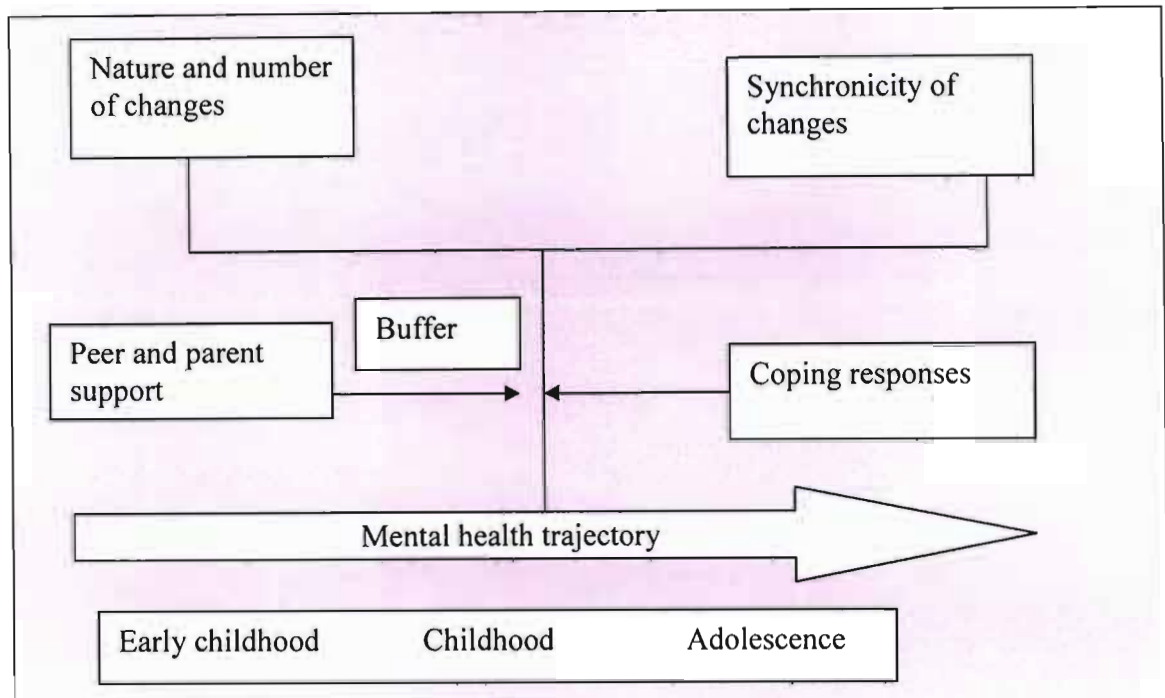 Nature and number
of changes
Synchronicity of
changes
Buffer
Peer and parent
support
Coping responses
Mental health trajectory
Early childhood Childhood Adolescence